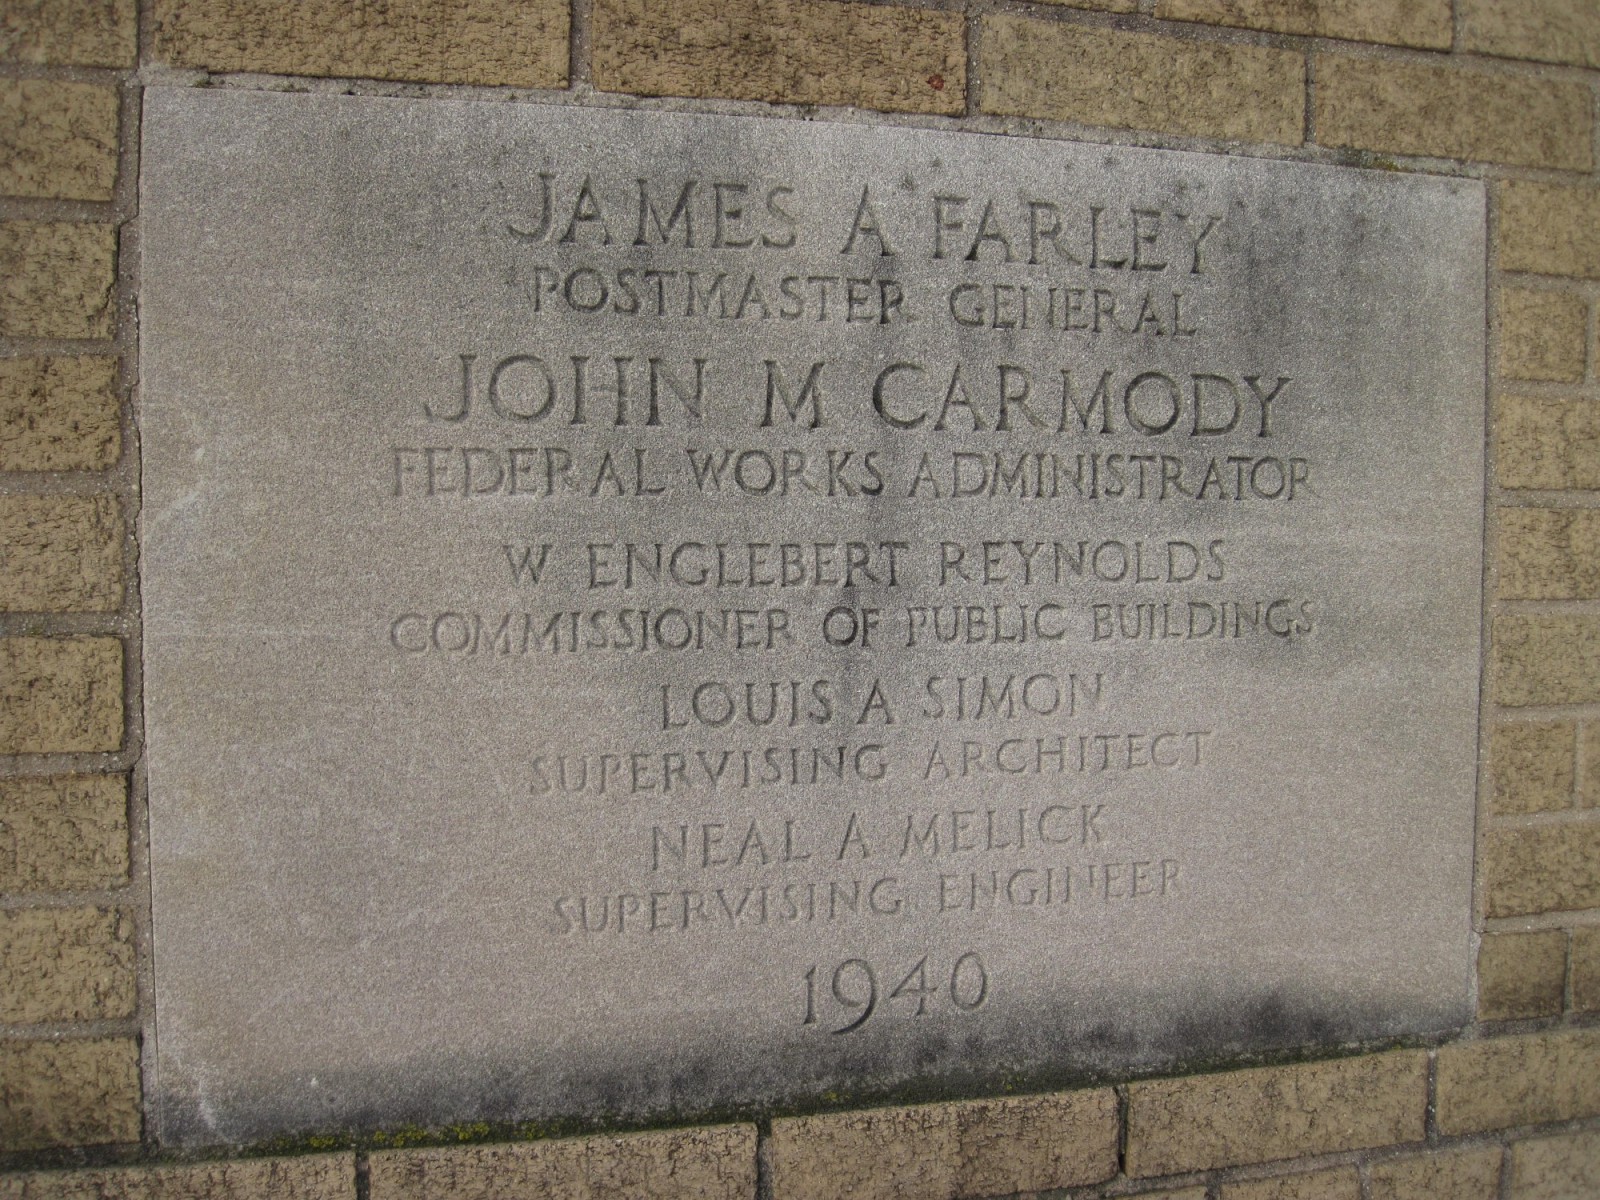 JAMES A FARLEY
POSTMASTER GENERAL
JOHN M CARMODY
FEDERAL WORKS ADMINISTRATOR
W ENGLEBERT REYNOLDS
COMMISSIONER OF PUBLIC BUILDINGS
LOUIS A SIMON
SUPERVISING ARCHITECT
NEAL A MELICK
SUPERVISING ENGINEER
1940